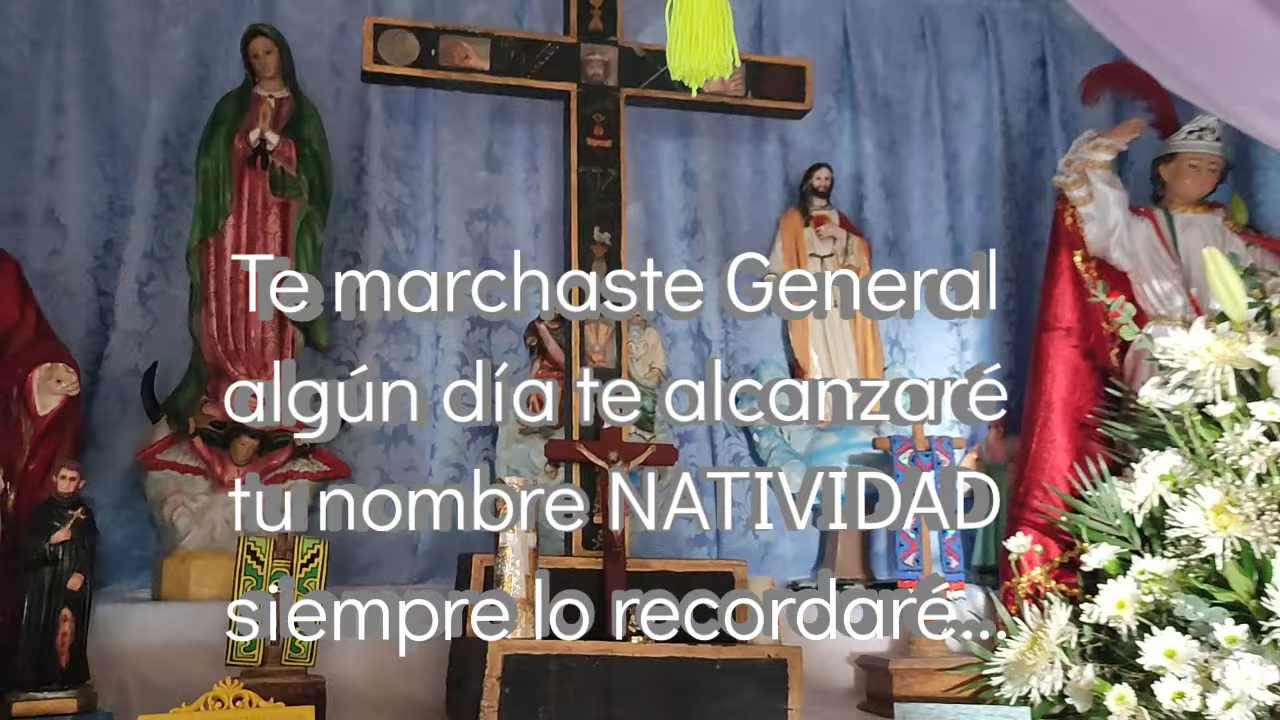 Te marchaste General
algún día te alcanzaré
tu nombre NATIVIDAD
siempre lo recordaré...